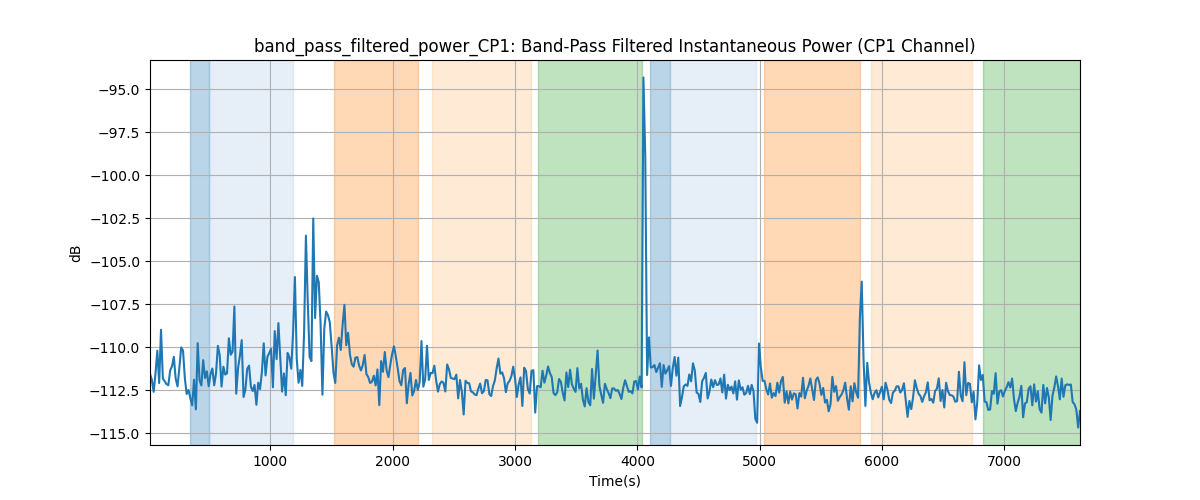 band_pass_filtered_power_CP1: Band-Pass Filtered Instantaneous Power (CP1 Channel)
−95.0
−97.5
−100.0
−102.5
−105.0
−107.5
−110.0
−112.5
−115.0
dB
1000 2000 3000 4000 5000 6000 7000
Time(s)